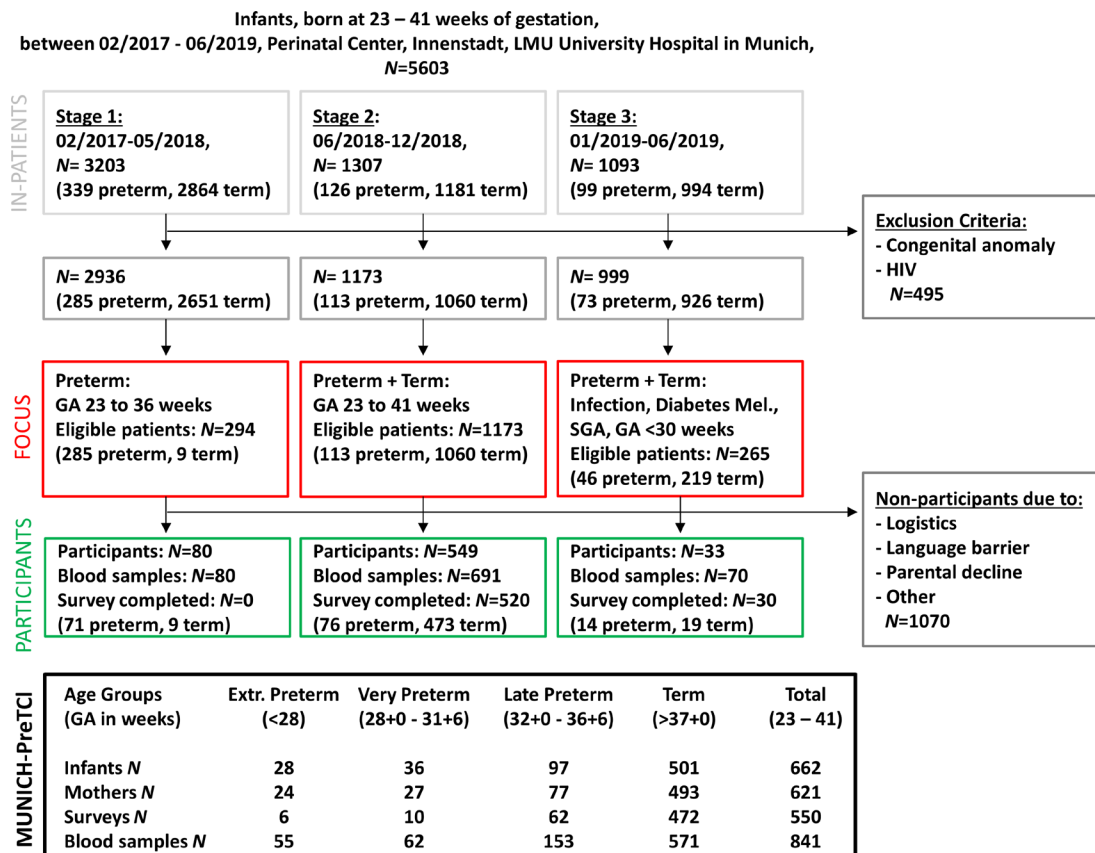 Infants, born at 23 – 41 weeks of gestation,
between 02/2017 - 06/2019, Perinatal Center, Innenstadt, LMU University Hospital in Munich,
N=5603
IN-PATIENTS
Stage 1:
02/2017-05/2018,
N= 3203
(339 preterm, 2864 term)
Stage 2:
06/2018-12/2018,
N= 1307
(126 preterm, 1181 term)
Stage 3:
01/2019-06/2019,
N= 1093
(99 preterm, 994 term)
Exclusion Criteria:
- Congenital anomaly
- HIV
N=495
N= 2936
(285 preterm, 2651 term)
N= 1173
(113 preterm, 1060 term)
N= 999
(73 preterm, 926 term)
FOCUS
Preterm:
GA 23 to 36 weeks
Eligible patients: N=294
(285 preterm, 9 term)
Preterm + Term:
GA 23 to 41 weeks
Eligible patients: N=1173
(113 preterm, 1060 term)
Preterm + Term:
Infection, Diabetes Mel.,
SGA, GA <30 weeks
Eligible patients: N=265
(46 preterm, 219 term)
Non-participants due to:
- Logistics
- Language barrier
- Parental decline
- Other
N=1070
PARTICIPANTS
Participants: N=80
Blood samples: N=80
Survey completed: N=0
(71 preterm, 9 term)
Participants: N=549
Blood samples: N=691
Survey completed: N=520
(76 preterm, 473 term)
Participants: N=33
Blood samples: N=70
Survey completed: N=30
(14 preterm, 19 term)
MUNICH-PreTCl
Age Groups Extr. Preterm Very Preterm Late Preterm Term Total
(GA in weeks) (<28) (28+0 - 31+6) (32+0 - 36+6) (>37+0) (23 – 41)
Infants N 28 36 97 501 662
Mothers N 24 27 77 493 621
Surveys N 6 10 62 472 550
Blood samples N 55 62 153 571 841